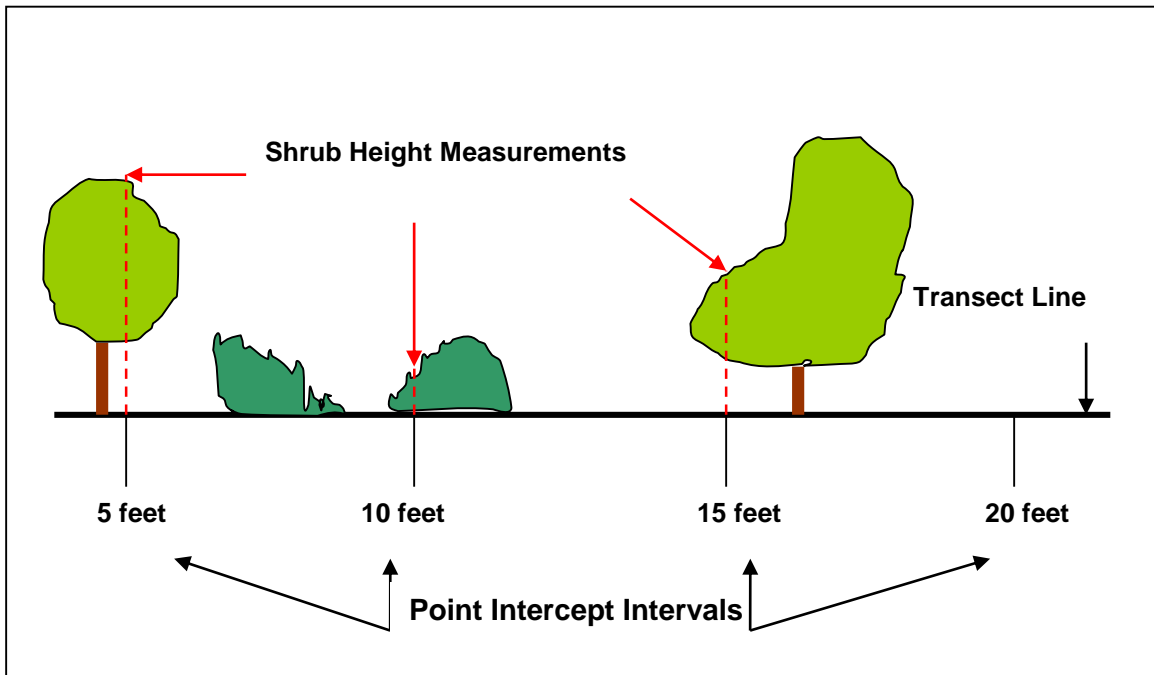 Shrub Height Measurements
Transect Line
5 feet
10 feet
15 feet
20 feet
Point Intercept Intervals